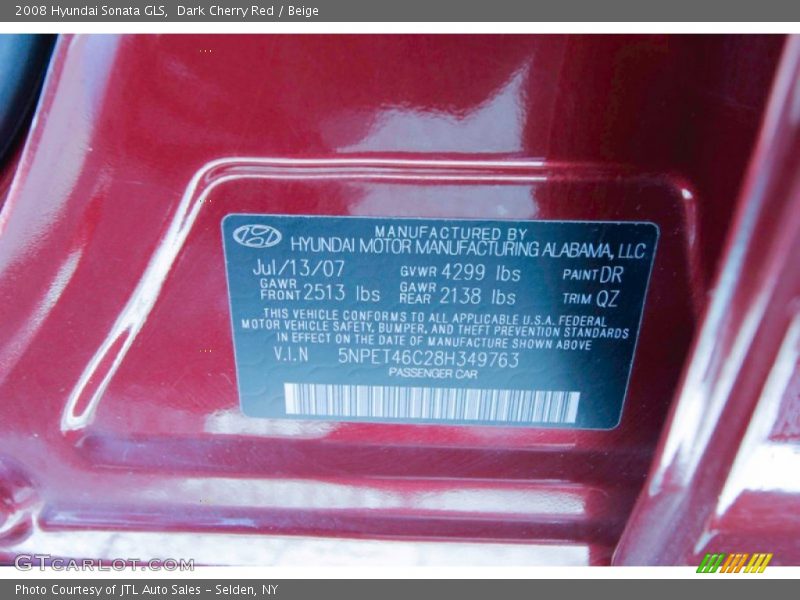 2008 Hyundai Sonata GLS,  Dark Cherry Red / Beige
MANUFACTURED BY
HYUNDAI MOTOR MANUFACTURING ALABAMA, LLC
Jul/13/07 GVWR 4299 lbs PAINT DR
GAWR FRONT 2513 lbs GAWR REAR 2138 lbs TRIM QZ
THIS VEHICLE CONFORMS TO ALL APPLICABLE U.S.A. FEDERAL
MOTOR VEHICLE SAFETY, BUMPER, AND THEFT PREVENTION STANDARDS
IN EFFECT ON THE DATE OF MANUFACTURE SHOWN ABOVE
V.I.N 5NPET46C28H349763
PASSENGER CAR
GTCARLOT.COM
Photo Courtesy of JTL Auto Sales – Selden, NY